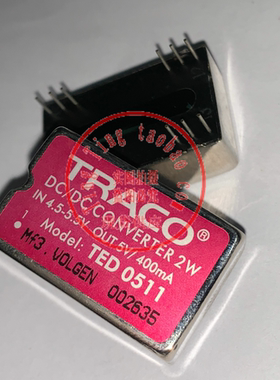 TRACO®
DC/DC CONVERTER 2W
IN 4.5-5.5V OUT 5V/ 400mA
Model: TED 0511
Mf3. VOLGEN 002635